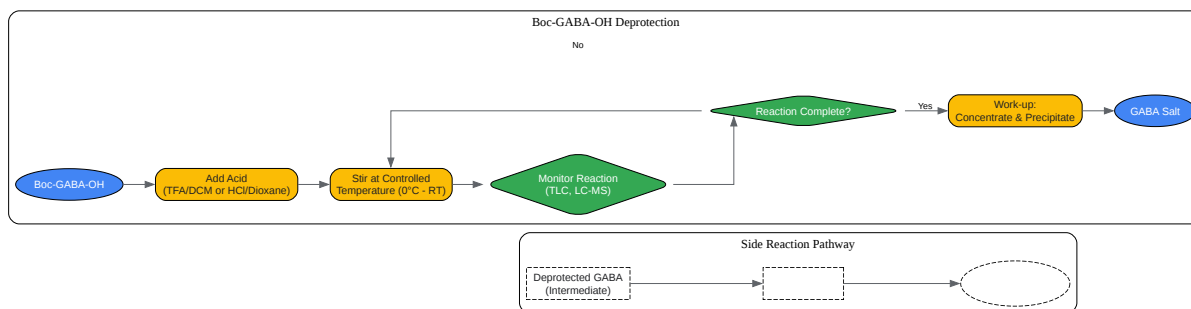 Boc-GABA-OH Deprotection
No
Reaction Complete?
Yes
Work-up:
Concentrate & Precipitate
GABA Salt
Boc-GABA-OH
Add Acid
(TFA/DCM or HCl/Dioxane)
Stir at Controlled
Temperature (0°C - RT)
Monitor Reaction
(TLC, LC-MS)
Side Reaction Pathway
Deprotected GABA
(Intermediate)